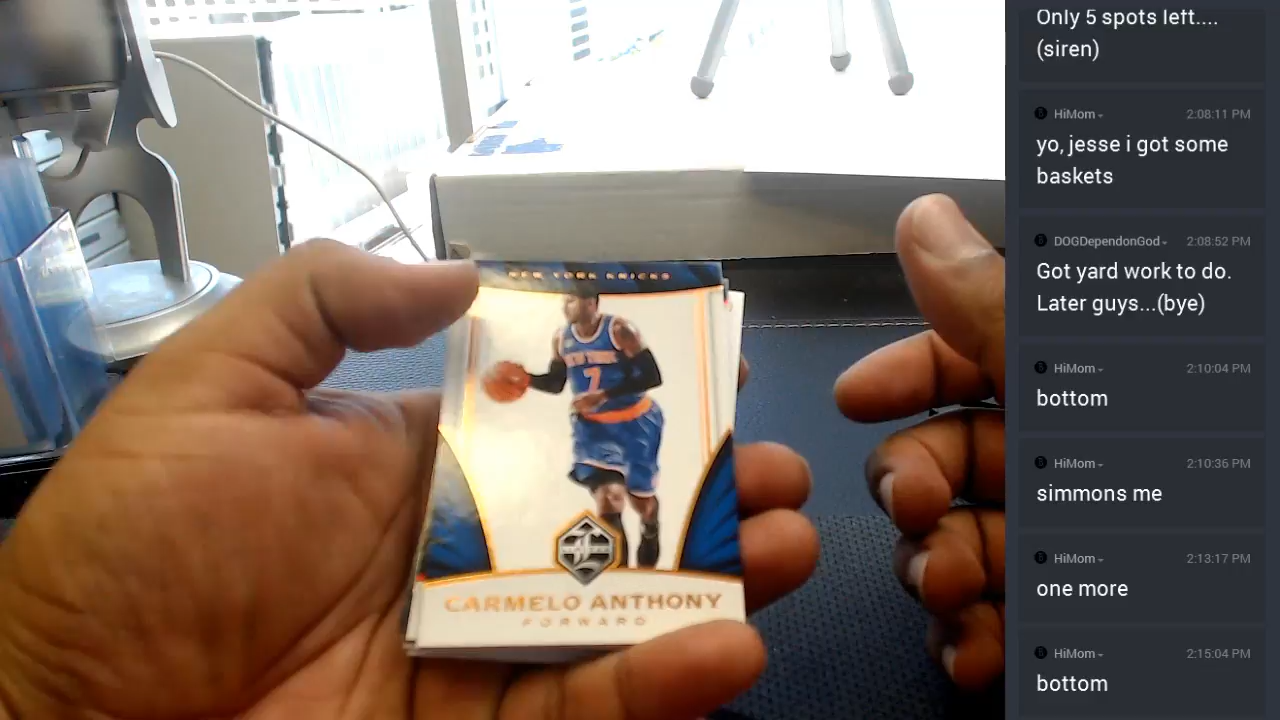 NEW YORK KNICKS
NEW YORK
7
CARMELO ANTHONY
FORWARD
Only 5 spots left....
(siren)
HiMom
2:08:11 PM
yo, jesse i got some
baskets
DOGDependonGod
2:08:52 PM
Got yard work to do.
Later guys...(bye)
HiMom
2:10:04 PM
bottom
HiMom
2:10:36 PM
simmons me
HiMom
2:13:17 PM
one more
HiMom
2:15:04 PM
bottom